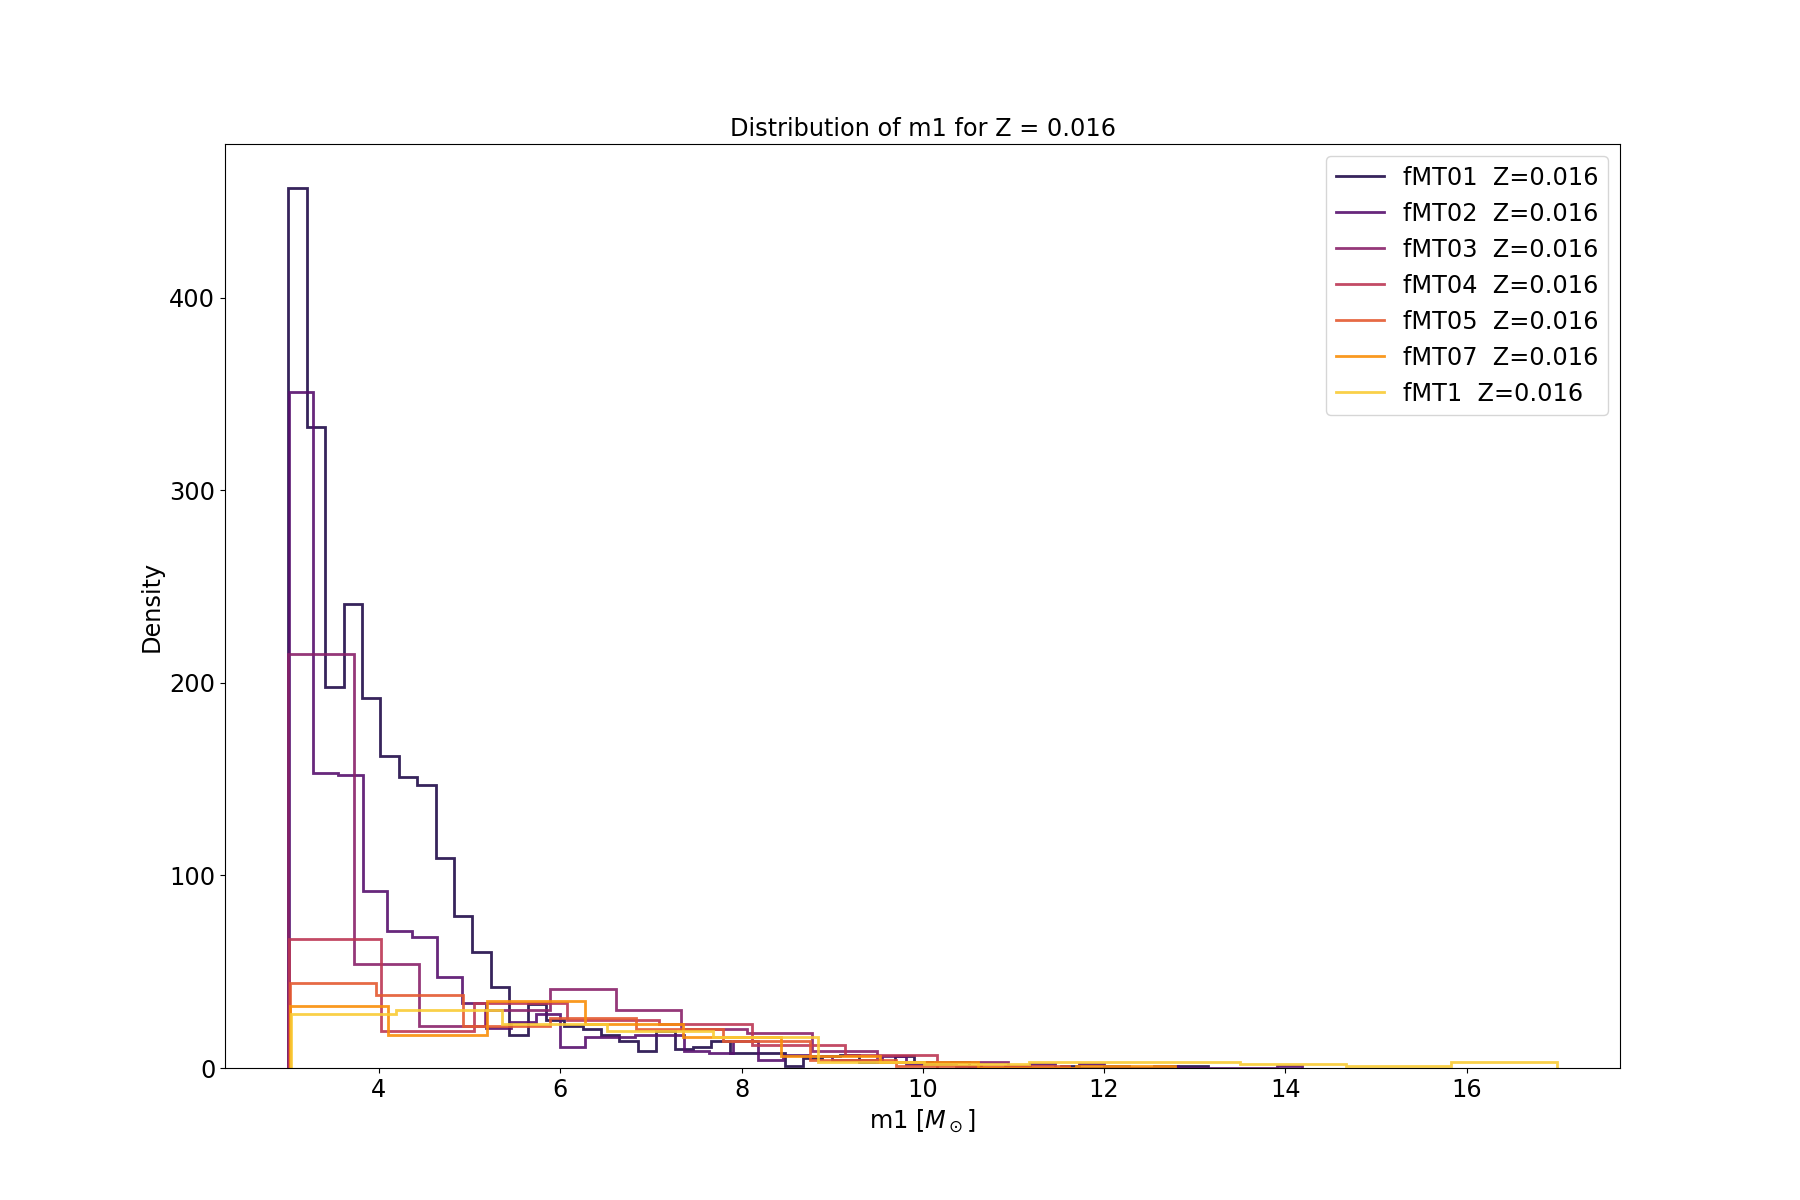 Distribution of m1 for Z = 0.016
fMT01  Z=0.016
fMT02  Z=0.016
fMT03  Z=0.016
fMT04  Z=0.016
fMT05  Z=0.016
fMT07  Z=0.016
fMT1  Z=0.016
Density
400
300
200
100
0
4 6 8 10 12 14 16
m1 [M⊙]